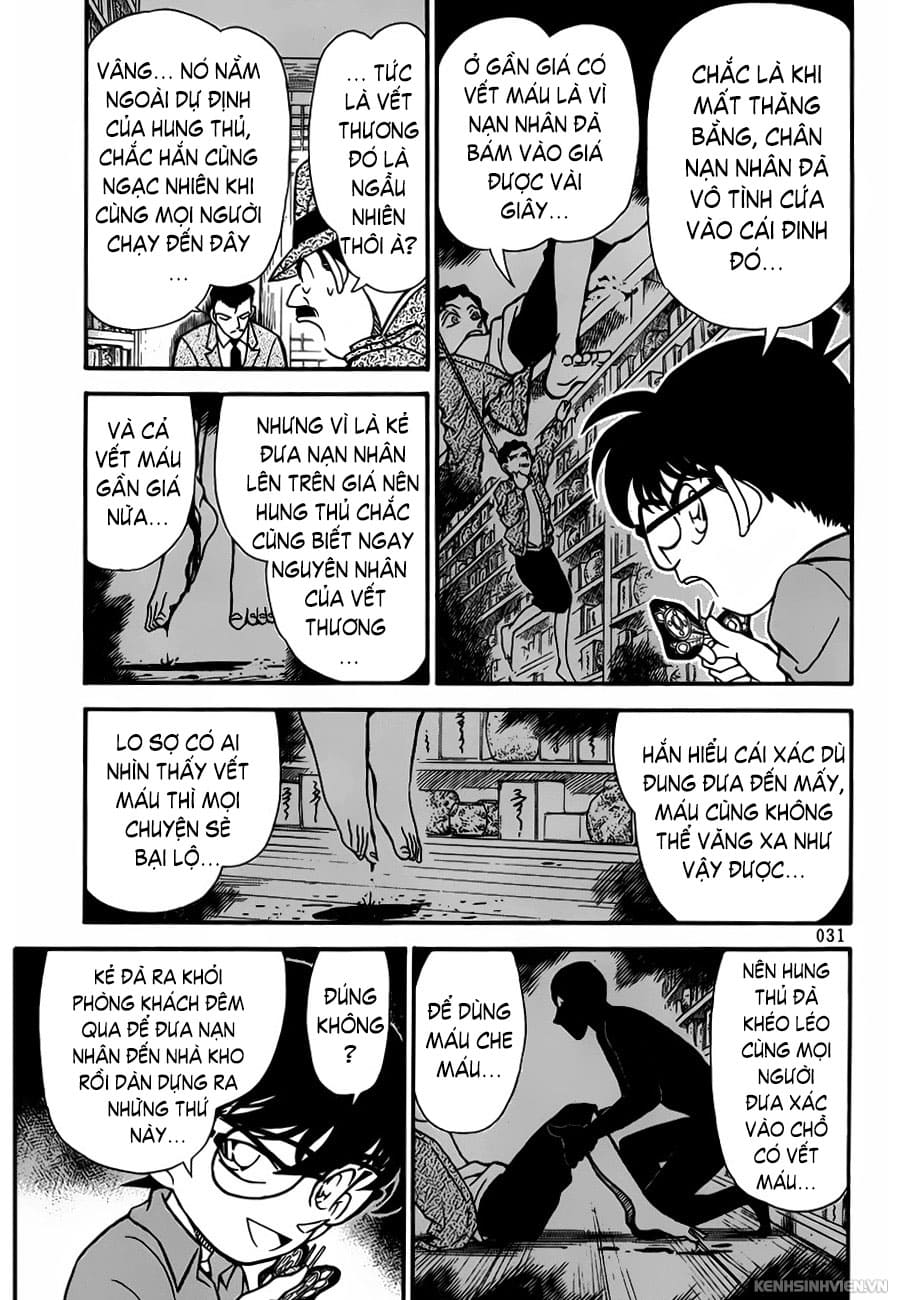 CHẮC LÀ KHI
MẤT THĂNG
BẰNG, CHÂN
NẠN NHÂN ĐÃ
VÔ TÌNH CỨA
VÀO CÁI ĐINH
ĐÓ...
Ở GẦN GIÁ CÓ
VẾT MÁU LÀ VÌ
NẠN NHÂN ĐÃ
BÁM VÀO GIÁ
ĐƯỢC VÀI
GIÂY...
... TỨC
LÀ VẾT
THƯƠNG
ĐÓ LÀ
NGẪU
NHIÊN
THÔI À?
VÂNG... NÓ NẰM
NGOÀI DỰ ĐỊNH
CỦA HUNG THỦ,
CHẮC HẲN CŨNG
NGẠC NHIÊN KHI
CÙNG MỌI NGƯỜI
CHẠY ĐẾN ĐÂY
...
NHƯNG VÌ LÀ KẺ
ĐƯA NẠN NHÂN
LÊN TRÊN GIÁ NÊN
HUNG THỦ CHẮC
CŨNG BIẾT NGAY
NGUYÊN NHÂN
CỦA VẾT
THƯƠNG
...
VÀ CẢ
VẾT MÁU
GẦN GIÁ
NỮA...
HẮN HIỂU CÁI XÁC DÙ
ĐUNG ĐƯA ĐẾN MẤY,
MÁU CŨNG KHÔNG
THỂ VĂNG XA NHƯ
VẬY ĐƯỢC...
LO SỢ CÓ AI
NHÌN THẤY VẾT
MÁU THÌ MỌI
CHUYỆN SẼ
BẠI LỘ...
031
NÊN HUNG
THỦ ĐÃ
KHÉO LÉO
CÙNG MỌI
NGƯỜI
ĐƯA XÁC
VÀO CHỖ
CÓ VẾT
MÁU...
ĐỂ DÙNG
MÁU CHE
MÁU...
ĐÚNG
KHÔNG
?
KẺ ĐÃ RA KHỎI
PHÒNG KHÁCH ĐÊM
QUA ĐỂ ĐƯA NẠN
NHÂN ĐẾN NHÀ KHO
RỒI DÀN DỰNG RA
NHỮNG THỨ
NÀY...
KENHSINHVIEN.VN